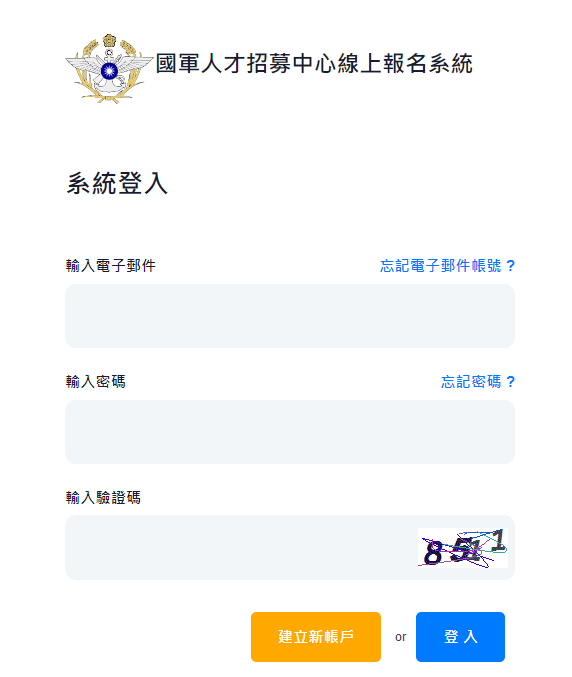 國軍人才招募中心線上報名系統
系統登入
輸入電子郵件 忘記電子郵件帳號 ?
輸入密碼 忘記密碼 ?
輸入驗證碼
8511
建立新帳戶 or 登 入